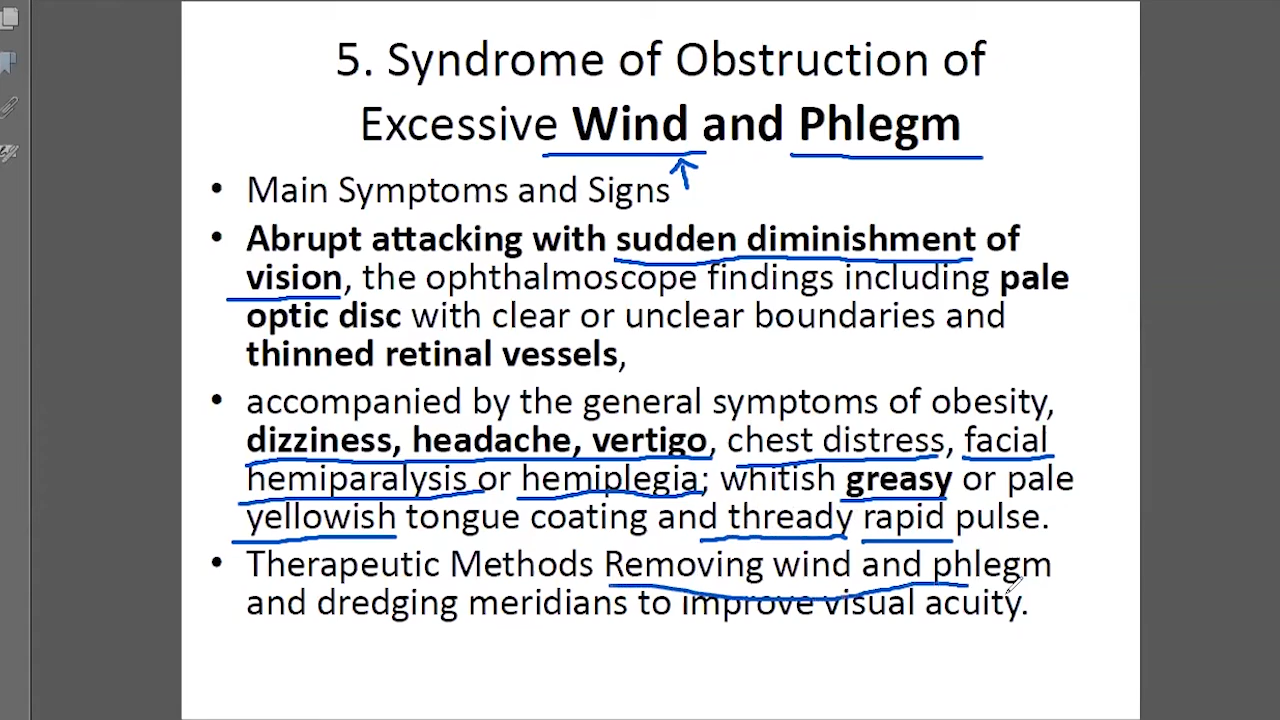 5. Syndrome of Obstruction of
Excessive Wind and Phlegm
• Main Symptoms and Signs
• Abrupt attacking with sudden diminishment of
vision, the ophthalmoscope findings including pale
optic disc with clear or unclear boundaries and
thinned retinal vessels,
• accompanied by the general symptoms of obesity,
dizziness, headache, vertigo, chest distress, facial
hemiparalysis or hemiplegia; whitish greasy or pale
yellowish tongue coating and thready rapid pulse.
• Therapeutic Methods Removing wind and phlegm
and dredging meridians to improve visual acuity.